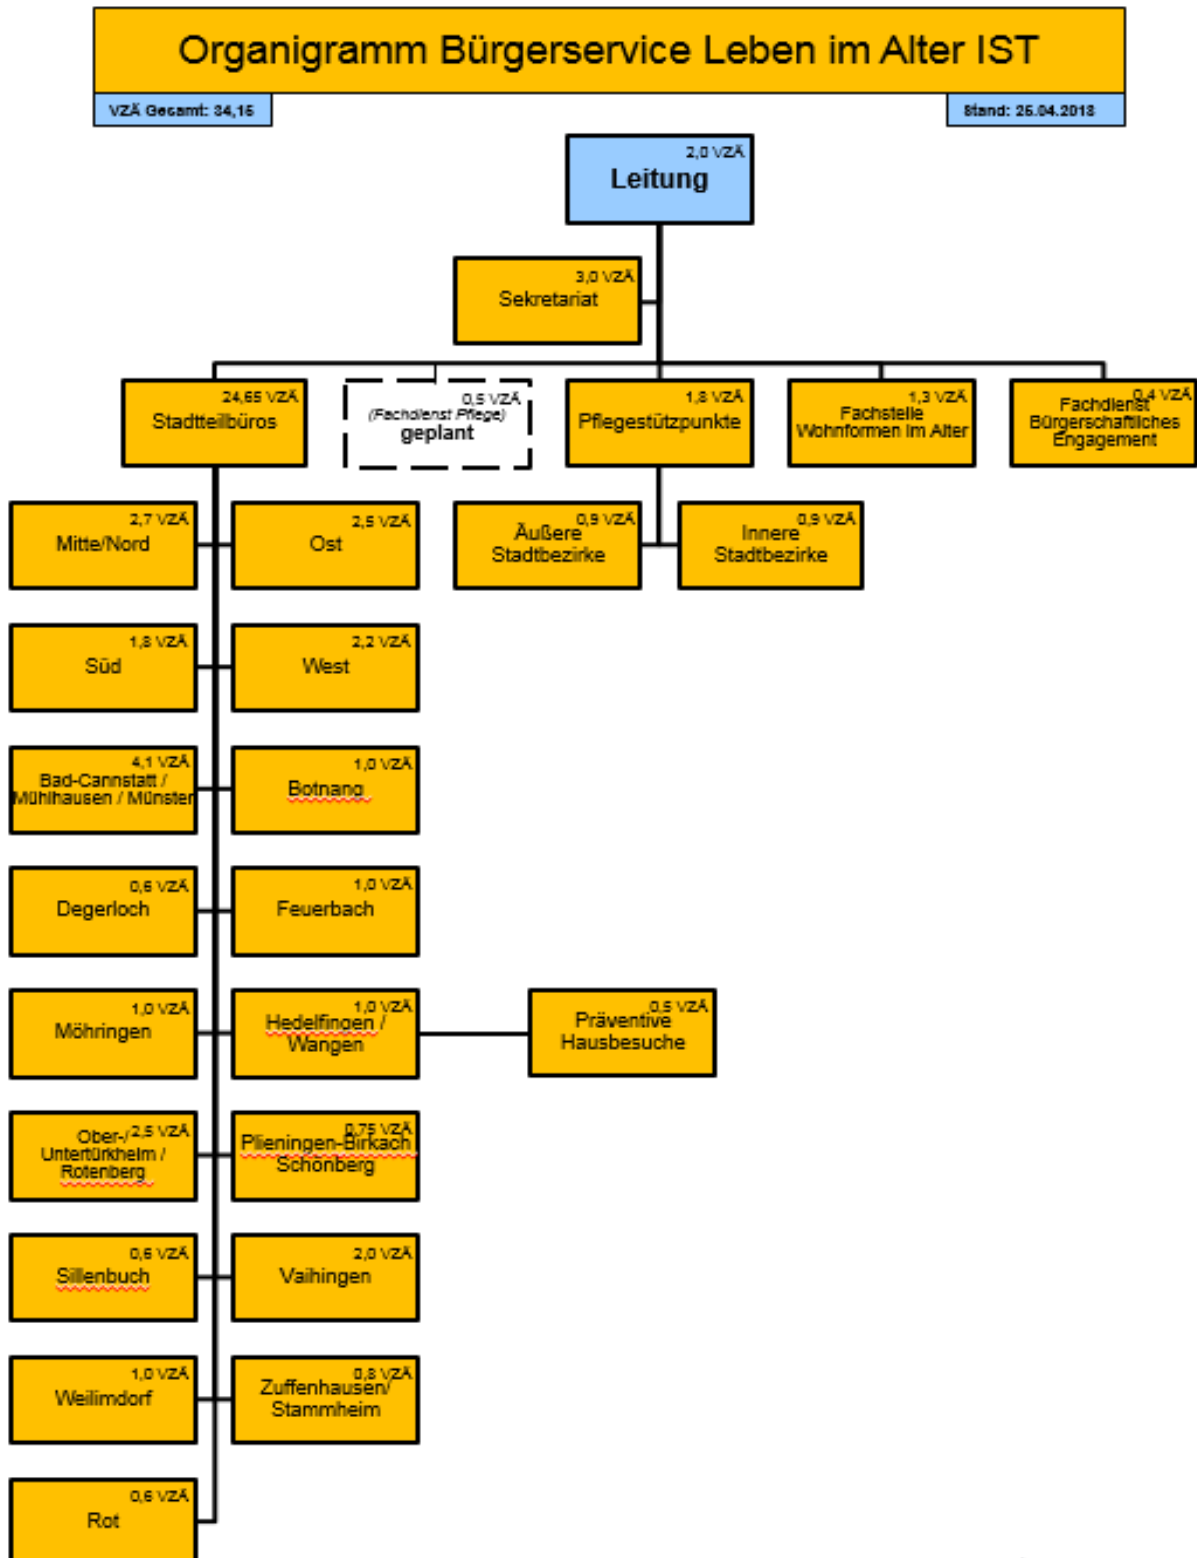 Organigramm Bürgerservice Leben im Alter IST
VZÄ Gesamt: 34,15
Stand: 25.04.2018
2,0 VZÄ
Leitung
3,0 VZÄ
Sekretariat
24,65 VZÄ
Stadtteilbüros
0,5 VZÄ
(Fachdienst Pflege)
geplant
1,8 VZÄ
Pflegestützpunkte
1,3 VZÄ
Fachstelle
Wohnformen im Alter
0,4 VZÄ
Fachdienst
Bürgerschaftliches
Engagement
2,7 VZÄ
Mitte/Nord
2,5 VZÄ
Ost
0,9 VZÄ
Äußere
Stadtbezirke
0,9 VZÄ
Innere
Stadtbezirke
1,8 VZÄ
Süd
2,2 VZÄ
West
4,1 VZÄ
Bad-Cannstatt /
Mühlhausen / Münster
1,0 VZÄ
Botnang
0,6 VZÄ
Degerloch
1,0 VZÄ
Feuerbach
1,0 VZÄ
Möhringen
1,0 VZÄ
Hedelfingen /
Wangen
0,5 VZÄ
Präventive
Hausbesuche
2,5 VZÄ
Ober-/
Untertürkheim /
Rotenberg
0,75 VZÄ
Plieningen-Birkach
Schönberg
0,6 VZÄ
Sillenbuch
2,0 VZÄ
Vaihingen
1,0 VZÄ
Weilimdorf
0,8 VZÄ
Zuffenhausen/
Stammheim
0,6 VZÄ
Rot